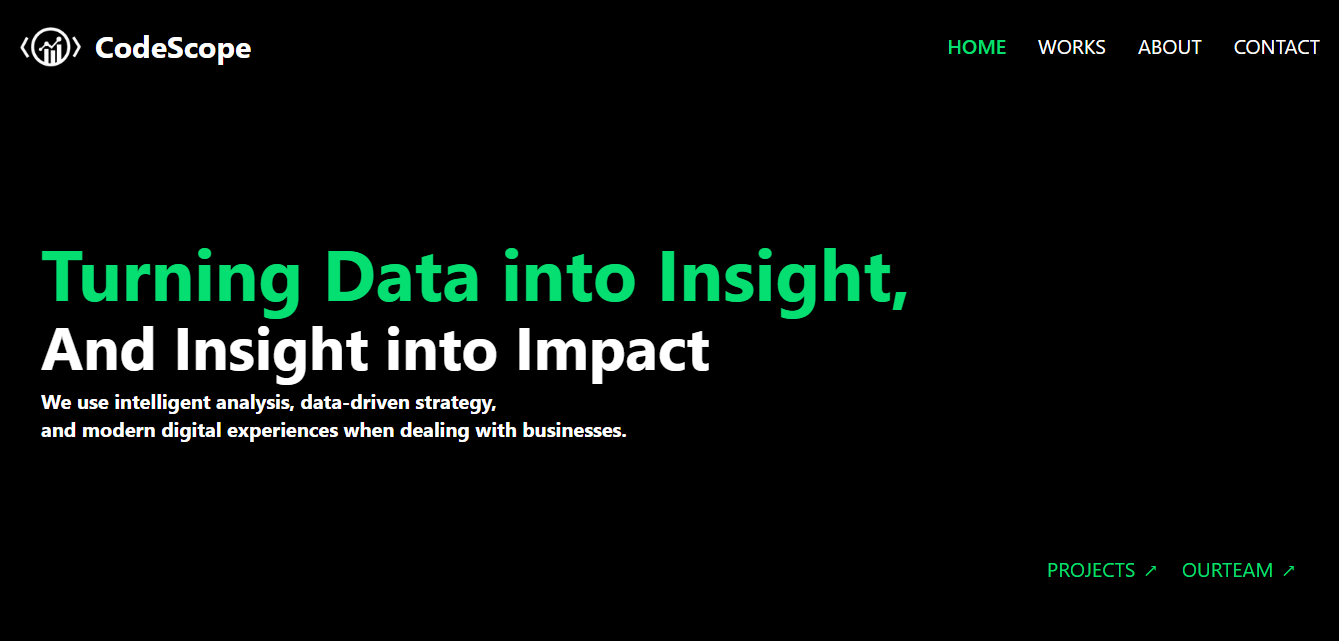 CodeScope
HOME WORKS ABOUT CONTACT
Turning Data into Insight,
And Insight into Impact
We use intelligent analysis, data-driven strategy,
and modern digital experiences when dealing with businesses.
PROJECTS ↗ OURTEAM ↗